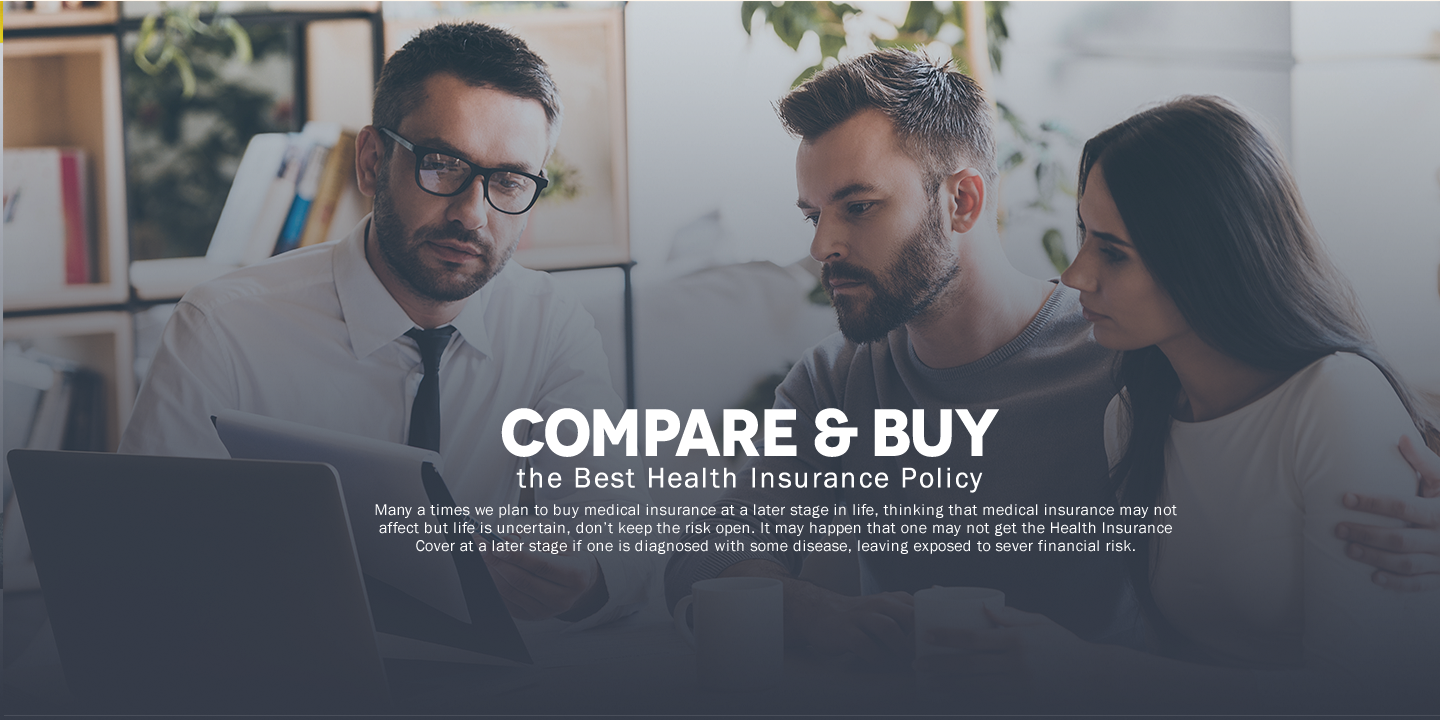 COMPARE & BUY
the Best Health Insurance Policy
Many a times we plan to buy medical insurance at a later stage in life, thinking that medical insurance may not
affect but life is uncertain, don't keep the risk open. It may happen that one may not get the Health Insurance
Cover at a later stage if one is diagnosed with some disease, leaving exposed to sever financial risk.